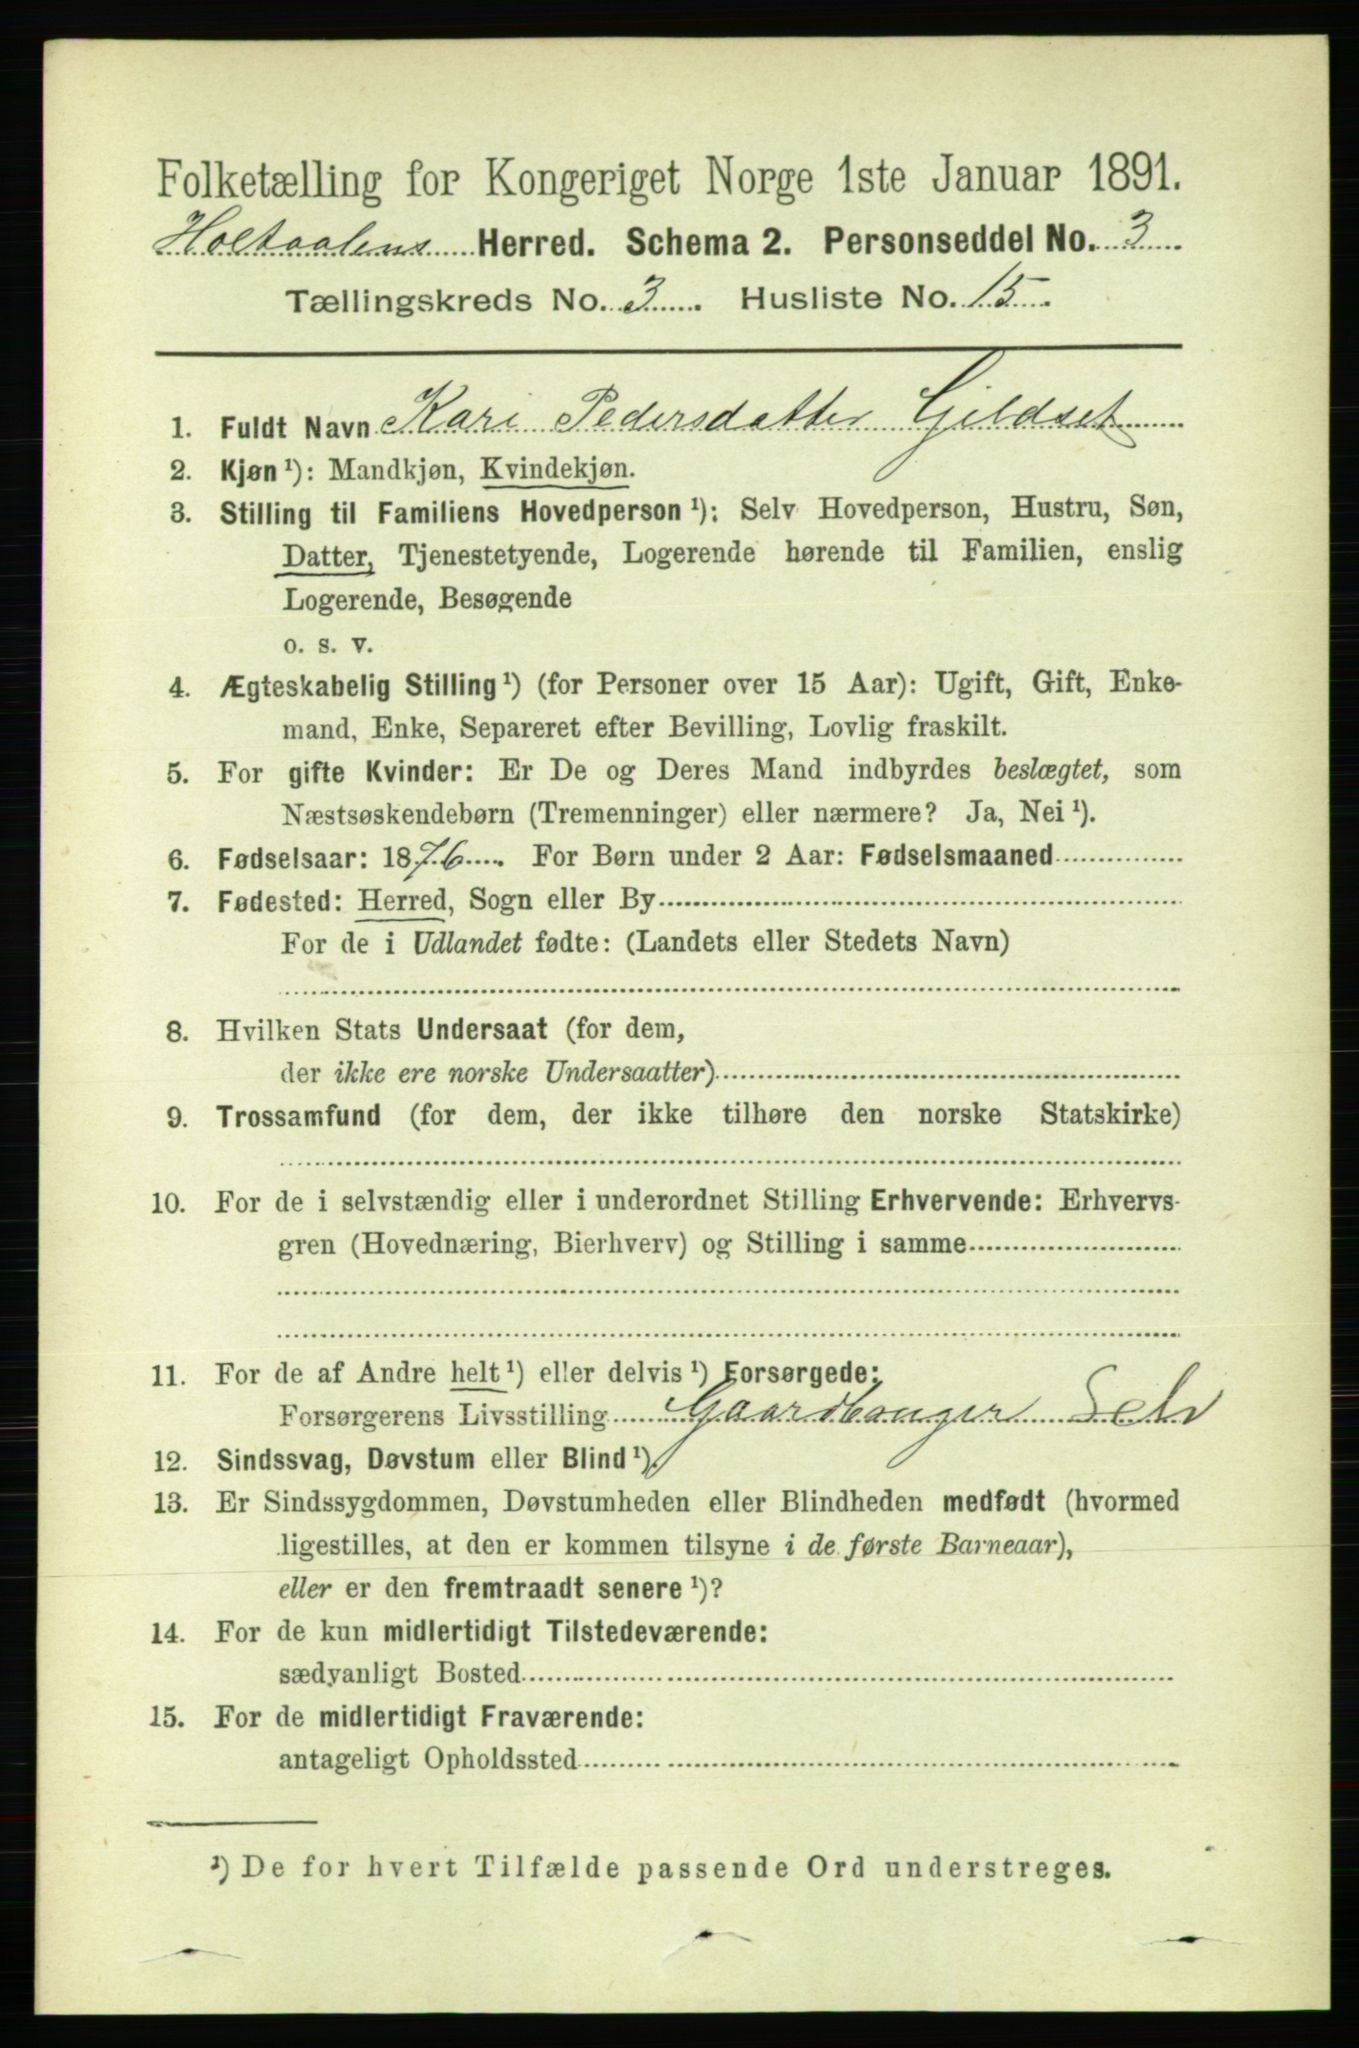 Folketælling for Kongeriget Norge 1ste Januar 1891.
Holtaalens Herred. Schema 2. Personseddel No. 3
Tællingskreds No. 3. Husliste No. 15.
1. Fuldt Navn Kari Pedersdatter Gildset
2. Kjøn ¹): Mandkjøn, Kvindekjøn.
3. Stilling til Familiens Hovedperson ¹): Selv Hovedperson, Hustru, Søn,
Datter, Tjenestetyende, Logerende hørende til Familien, enslig
Logerende, Besøgende
o. s. v.
4. Ægteskabelig Stilling ¹) (for Personer over 15 Aar): Ugift, Gift, Enke-
mand, Enke, Separeret efter Bevilling, Lovlig fraskilt.
5. For gifte Kvinder: Er De og Deres Mand indbyrdes beslægtet, som
Næstsøskendebørn (Tremenninger) eller nærmere? Ja, Nei ¹).
6. Fødselsaar: 1876. For Børn under 2 Aar: Fødselsmaaned
7. Fødested: Herred, Sogn eller By
For de i Udlandet fødte: (Landets eller Stedets Navn)
8. Hvilken Stats Undersaat (for dem,
der ikke ere norske Undersaatter)
9. Trossamfund (for dem, der ikke tilhøre den norske Statskirke)
10. For de i selvstændig eller i underordnet Stilling Erhvervende: Erhvervs-
gren (Hovednæring, Bierhverv) og Stilling i samme
11. For de af Andre helt ¹) eller delvis ¹) Forsørgede:
Forsørgerens Livsstilling Gaardbruger Selv
12. Sindssvag, Døvstum eller Blind ¹).
13. Er Sindssygdommen, Døvstumheden eller Blindheden medfødt (hvormed
ligestilles, at den er kommen tilsyne i de første Barneaar),
eller er den fremtraadt senere ¹)?
14. For de kun midlertidigt Tilstedeværende:
sædvanligt Bosted
15. For de midlertidigt Fraværende:
antageligt Opholdssted
¹) De for hvert Tilfælde passende Ord understreges.